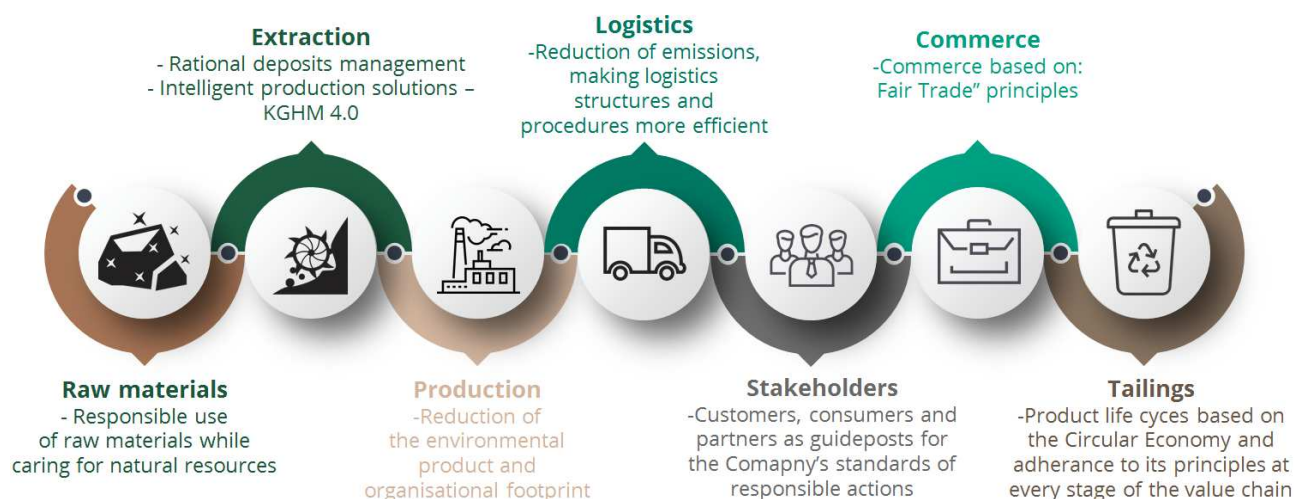 Extraction
- Rational deposits management
- Intelligent production solutions –
KGHM 4.0
Logistics
-Reduction of emissions,
making logistics
structures and
procedures more efficient
Commerce
-Commerce based on:
Fair Trade” principles
Raw materials
- Responsible use
of raw materials while
caring for natural resources
Production
-Reduction of
the environmental
product and
organisational footprint
Stakeholders
-Customers, consumers and
partners as guideposts for
the Comapny’s standards of
responsible actions
Tailings
-Product life cyces based on
the Circular Economy and
adherance to its principles at
every stage of the value chain